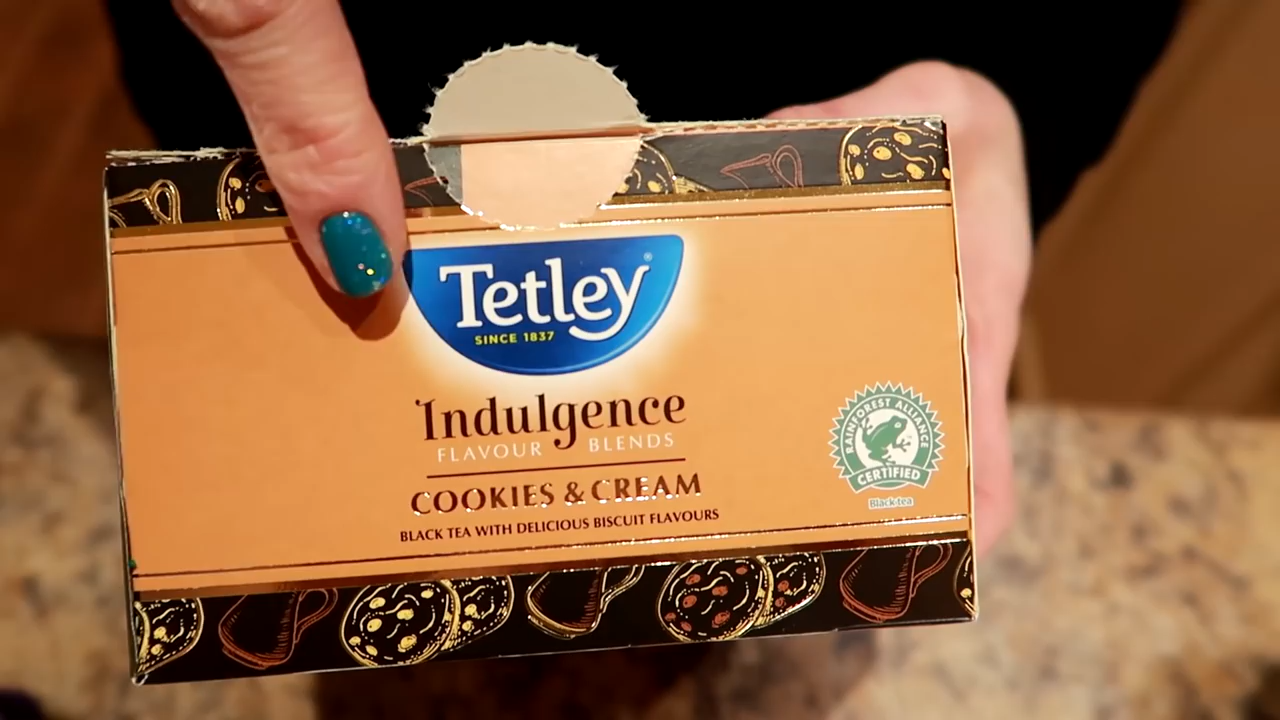 Tetley®
SINCE 1837
Indulgence
FLAVOUR BLENDS
COOKIES & CREAM
BLACK TEA WITH DELICIOUS BISCUIT FLAVOURS
RAINFOREST ALLIANCE
CERTIFIED
Black tea